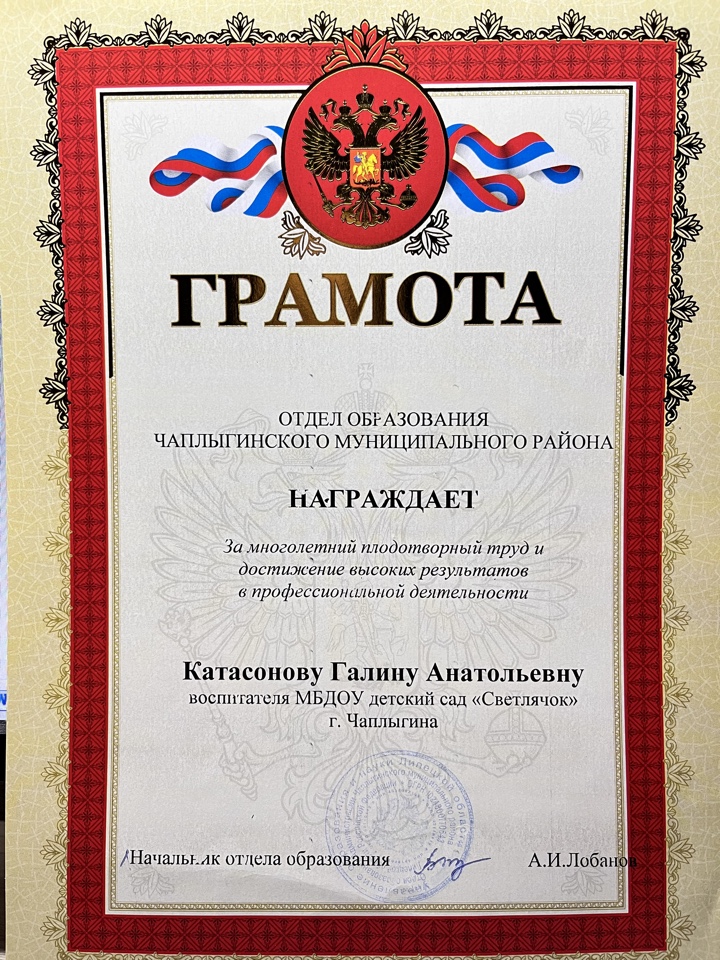 ГРАМОТА
ОТДЕЛ ОБРАЗОВАНИЯ
ЧАПЛЫГИНСКОГО МУНИЦИПАЛЬНОГО РАЙОНА
НАГРАЖДАЕТ
За многолетний плодотворный труд и
достижение высоких результатов
в профессиональной деятельности
Катасонову Галину Анатольевну
воспитателя МБДОУ детский сад «Светлячок»
г. Чаплыгина
Начальник отдела образования А.И.Лобанов